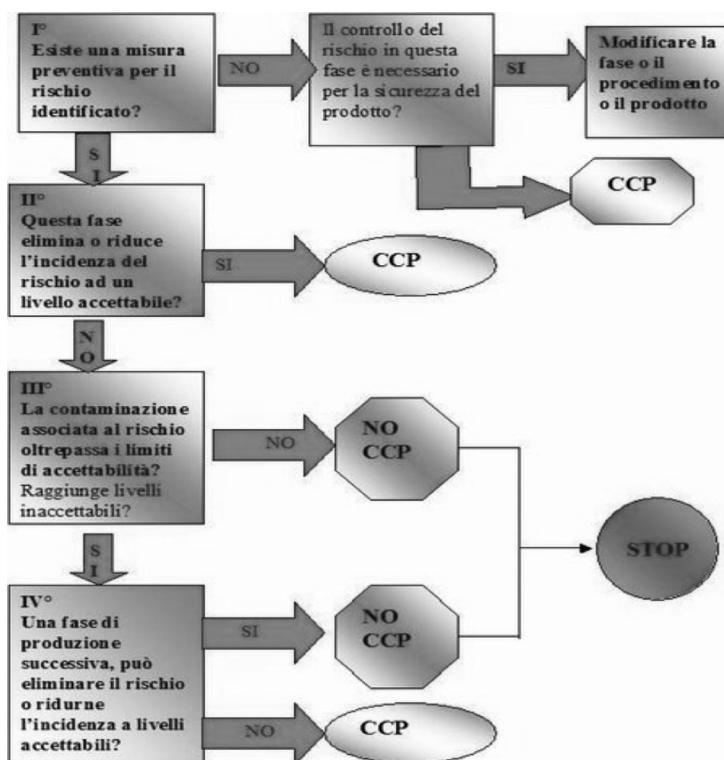 I°
Esiste una misura
preventiva per il
rischio
identificato?
NO
Il controllo del
rischio in questa
fase è necessario
per la sicurezza del
prodotto?
SI
Modificare la
fase o il
procedimento
o il prodotto
CCP
S
I
II°
Questa fase
elimina o riduce
l'incidenza del
rischio ad un
livello accettabile?
SI
CCP
N
O
III°
La contaminazione
associata al rischio
oltrepassa i limiti
di accettabilità?
Raggiunge livelli
inaccettabili?
NO
NO
CCP
STOP
S
I
IV°
Una fase di
produzione
successiva, può
eliminare il rischio
o ridurne
l'incidenza a livelli
accettabili?
SI
NO
CCP
NO
CCP